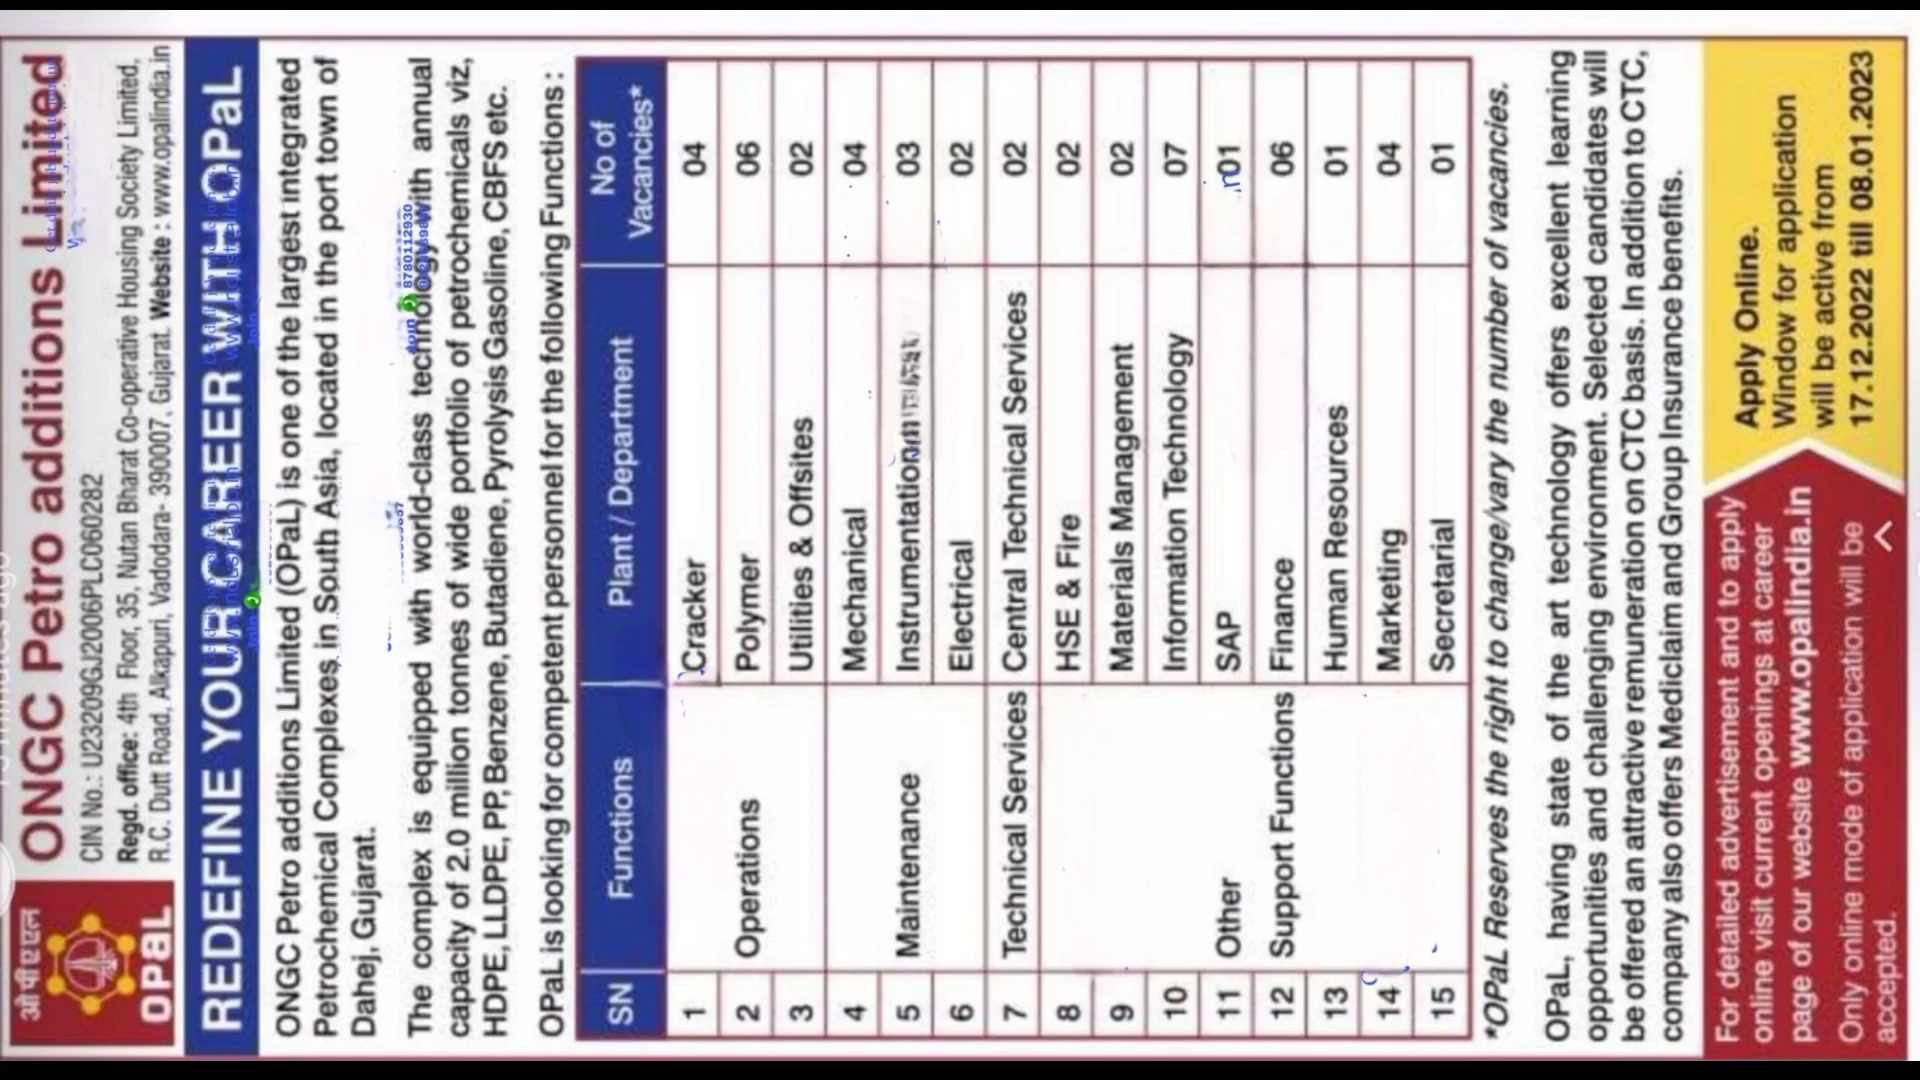 ओपीएल
OPaL
ONGC Petro additions Limited
CIN No.: U23209GJ2006PLC060282
Regd. office: 4th Floor, 35, Nutan Bharat Co-operative Housing Society Limited,
R.C. Dutt Road, Alkapuri, Vadodara- 390007, Gujarat. Website : www.opalindia.in
REDEFINE YOUR CAREER WITH OPaL
ONGC Petro additions Limited (OPaL) is one of the largest integrated
Petrochemical Complexes in South Asia, located in the port town of
Dahej, Gujarat.
Join 8780112930
The complex is equipped with world-class technology with annual
capacity of 2.0 million tonnes of wide portfolio of petrochemicals viz,
HDPE, LLDPE, PP, Benzene, Butadiene, Pyrolysis Gasoline, CBFS etc.
OPaL is looking for competent personnel for the following Functions :
SN Functions Plant / Department No of Vacancies*
1 Cracker 04
2 Operations Polymer 06
3 Utilities & Offsites 02
4 Mechanical 04
5 Maintenance Instrumentation 03
6 Electrical 02
7 Technical Services Central Technical Services 02
8 HSE & Fire 02
9 Materials Management 02
10 Information Technology 07
11 Other SAP 01
12 Support Functions Finance 06
13 Human Resources 01
14 Marketing 04
15 Secretarial 01
*OPaL Reserves the right to change/vary the number of vacancies.
OPaL, having state of the art technology offers excellent learning
opportunities and challenging environment. Selected candidates will
be offered an attractive remuneration on CTC basis. In addition to CTC,
company also offers Mediclaim and Group Insurance benefits.
For detailed advertisement and to apply
online visit current openings at career
page of our website www.opalindia.in
Only online mode of application will be
accepted.
Apply Online.
Window for application
will be active from
17.12.2022 till 08.01.2023